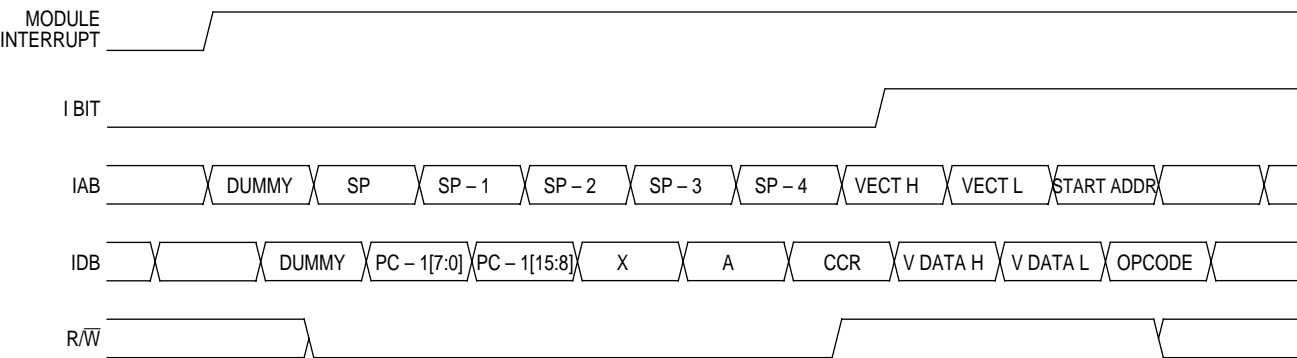 MODULE
INTERRUPT
I BIT
IAB DUMMY SP SP – 1 SP – 2 SP – 3 SP – 4 VECT H VECT L START ADDR
IDB DUMMY PC – 1[7:0] PC – 1[15:8] X A CCR V DATA H V DATA L OPCODE
R/W̅